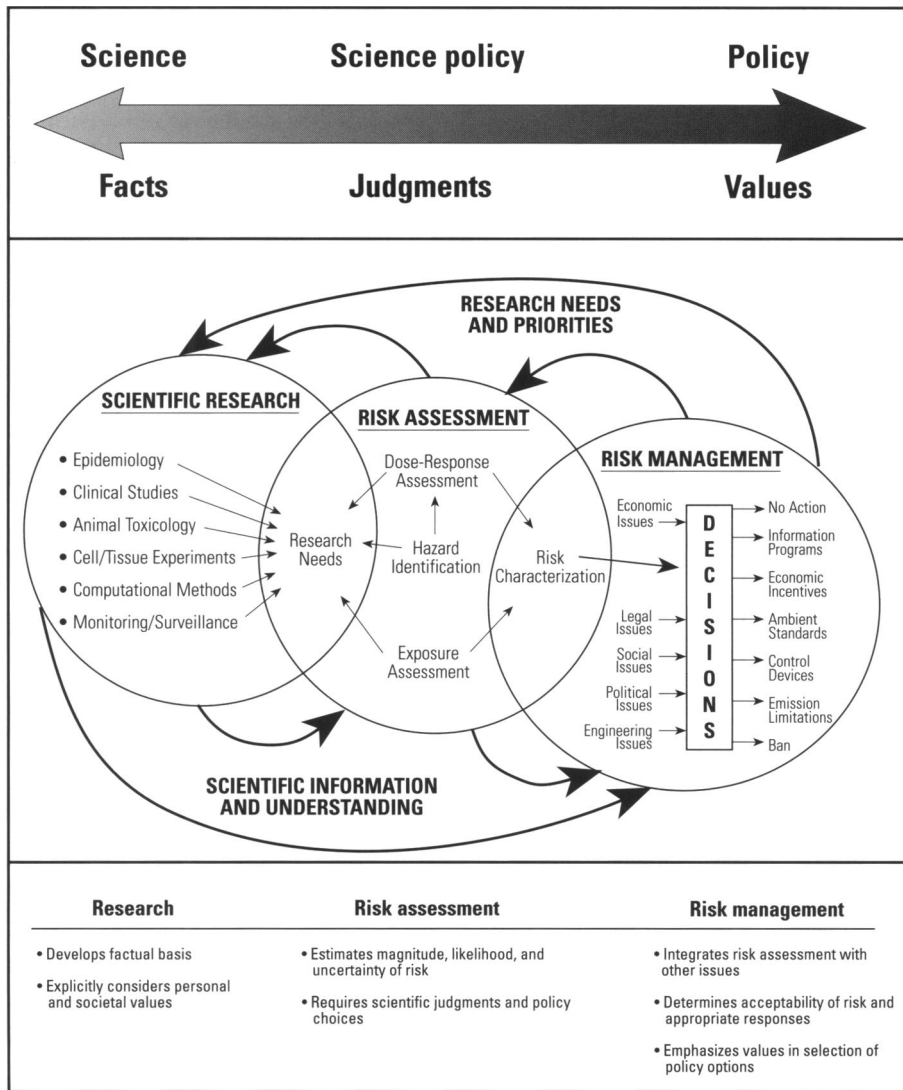 Science
Science policy
Policy
Facts
Judgments
Values
RESEARCH NEEDS
AND PRIORITIES
SCIENTIFIC RESEARCH
• Epidemiology
• Clinical Studies
• Animal Toxicology
• Cell/Tissue Experiments
• Computational Methods
• Monitoring/Surveillance
RISK ASSESSMENT
Dose-Response
Assessment
Research
Needs
Hazard
Identification
Exposure
Assessment
Risk
Characterization
RISK MANAGEMENT
Economic
Issues
Legal
Issues
Social
Issues
Political
Issues
Engineering
Issues
DECISIONS
No Action
Information
Programs
Economic
Incentives
Ambient
Standards
Control
Devices
Emission
Limitations
Ban
SCIENTIFIC INFORMATION
AND UNDERSTANDING
Research
• Develops factual basis
• Explicitly considers personal
and societal values
Risk assessment
• Estimates magnitude, likelihood, and
uncertainty of risk
• Requires scientific judgments and policy
choices
Risk management
• Integrates risk assessment with
other issues
• Determines acceptability of risk and
appropriate responses
• Emphasizes values in selection of
policy options